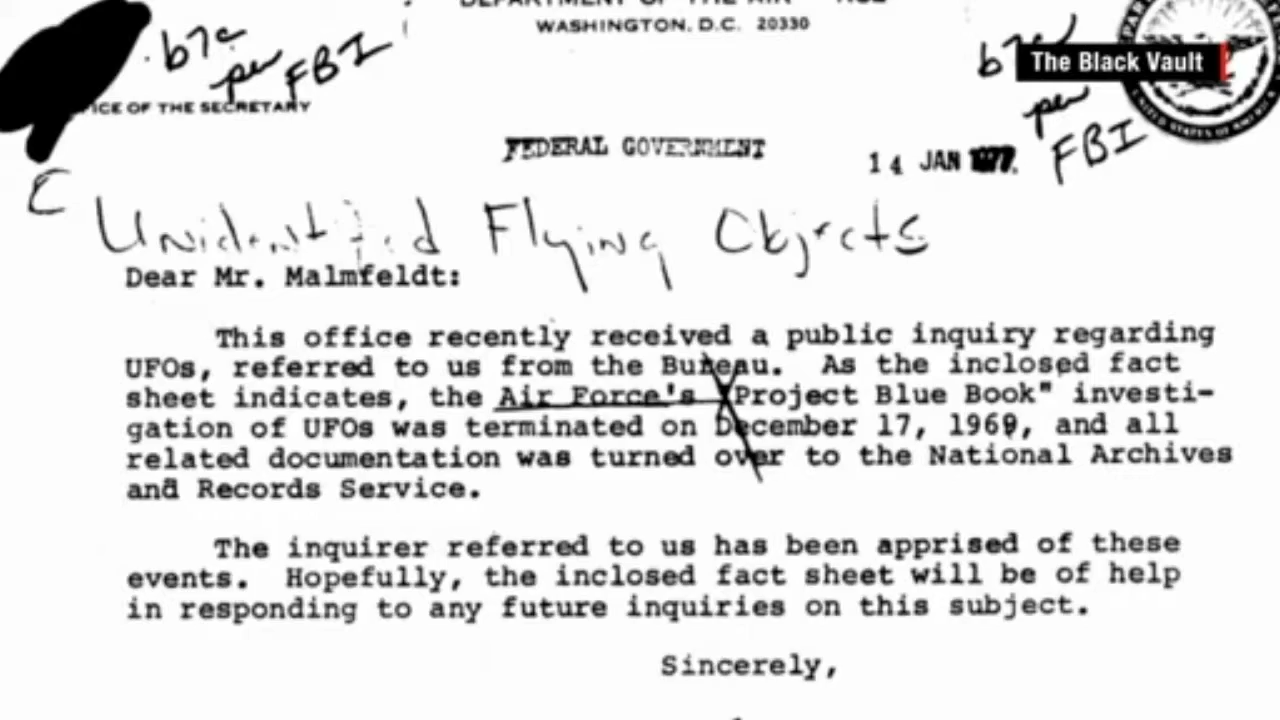 DEPARTMENT OF THE AIR
WASHINGTON, D.C. 20330
b7c
per
FBI
b7c
per
FBI
The Black Vault
UNITED STATES OF AMERICA
OFFICE OF THE SECRETARY
FEDERAL GOVERNMENT
14 JAN 1977
Unidentified Flying Objects
Dear Mr. Malmfeldt:
This office recently received a public inquiry regarding
UFOs, referred to us from the Bureau. As the inclosed fact
sheet indicates, the Air Force's "Project Blue Book" investi-
gation of UFOs was terminated on December 17, 1969, and all
related documentation was turned over to the National Archives
and Records Service.
The inquirer referred to us has been apprised of these
events. Hopefully, the inclosed fact sheet will be of help
in responding to any future inquiries on this subject.
Sincerely,